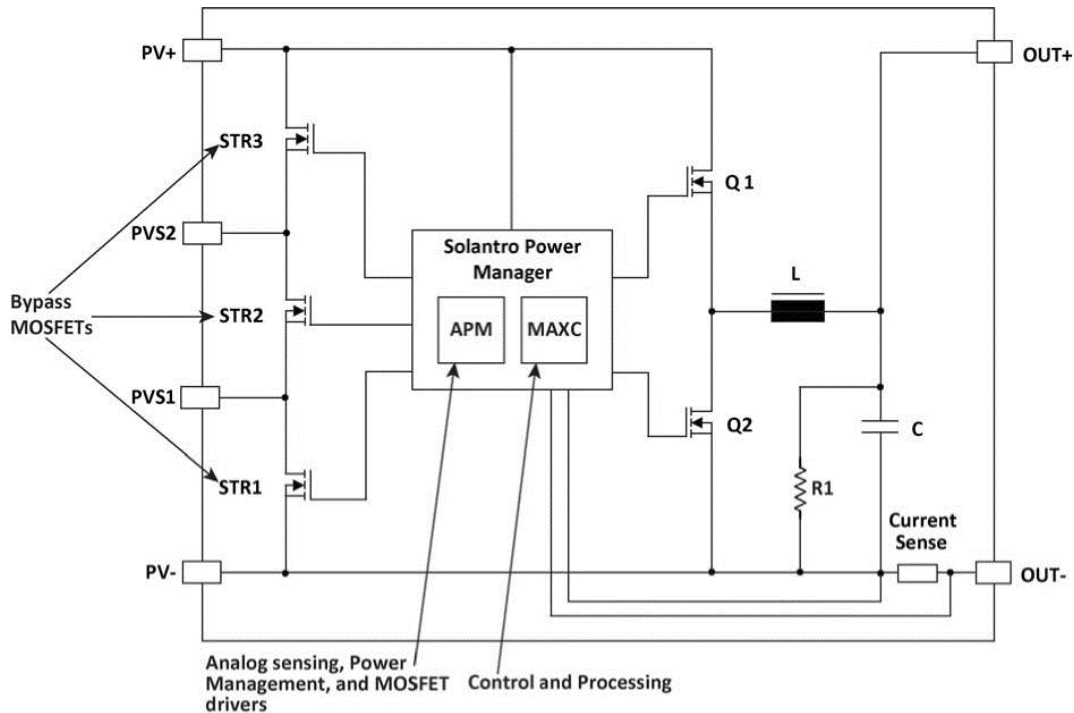 PV+
OUT+
STR3
Q1
PVS2
Solantro Power
Manager
L
Bypass
MOSFETs
STR2
APM
MAXC
PVS1
Q2
C
STR1
R1
Current
Sense
PV-
OUT-
Analog sensing, Power
Management, and MOSFET
drivers
Control and Processing